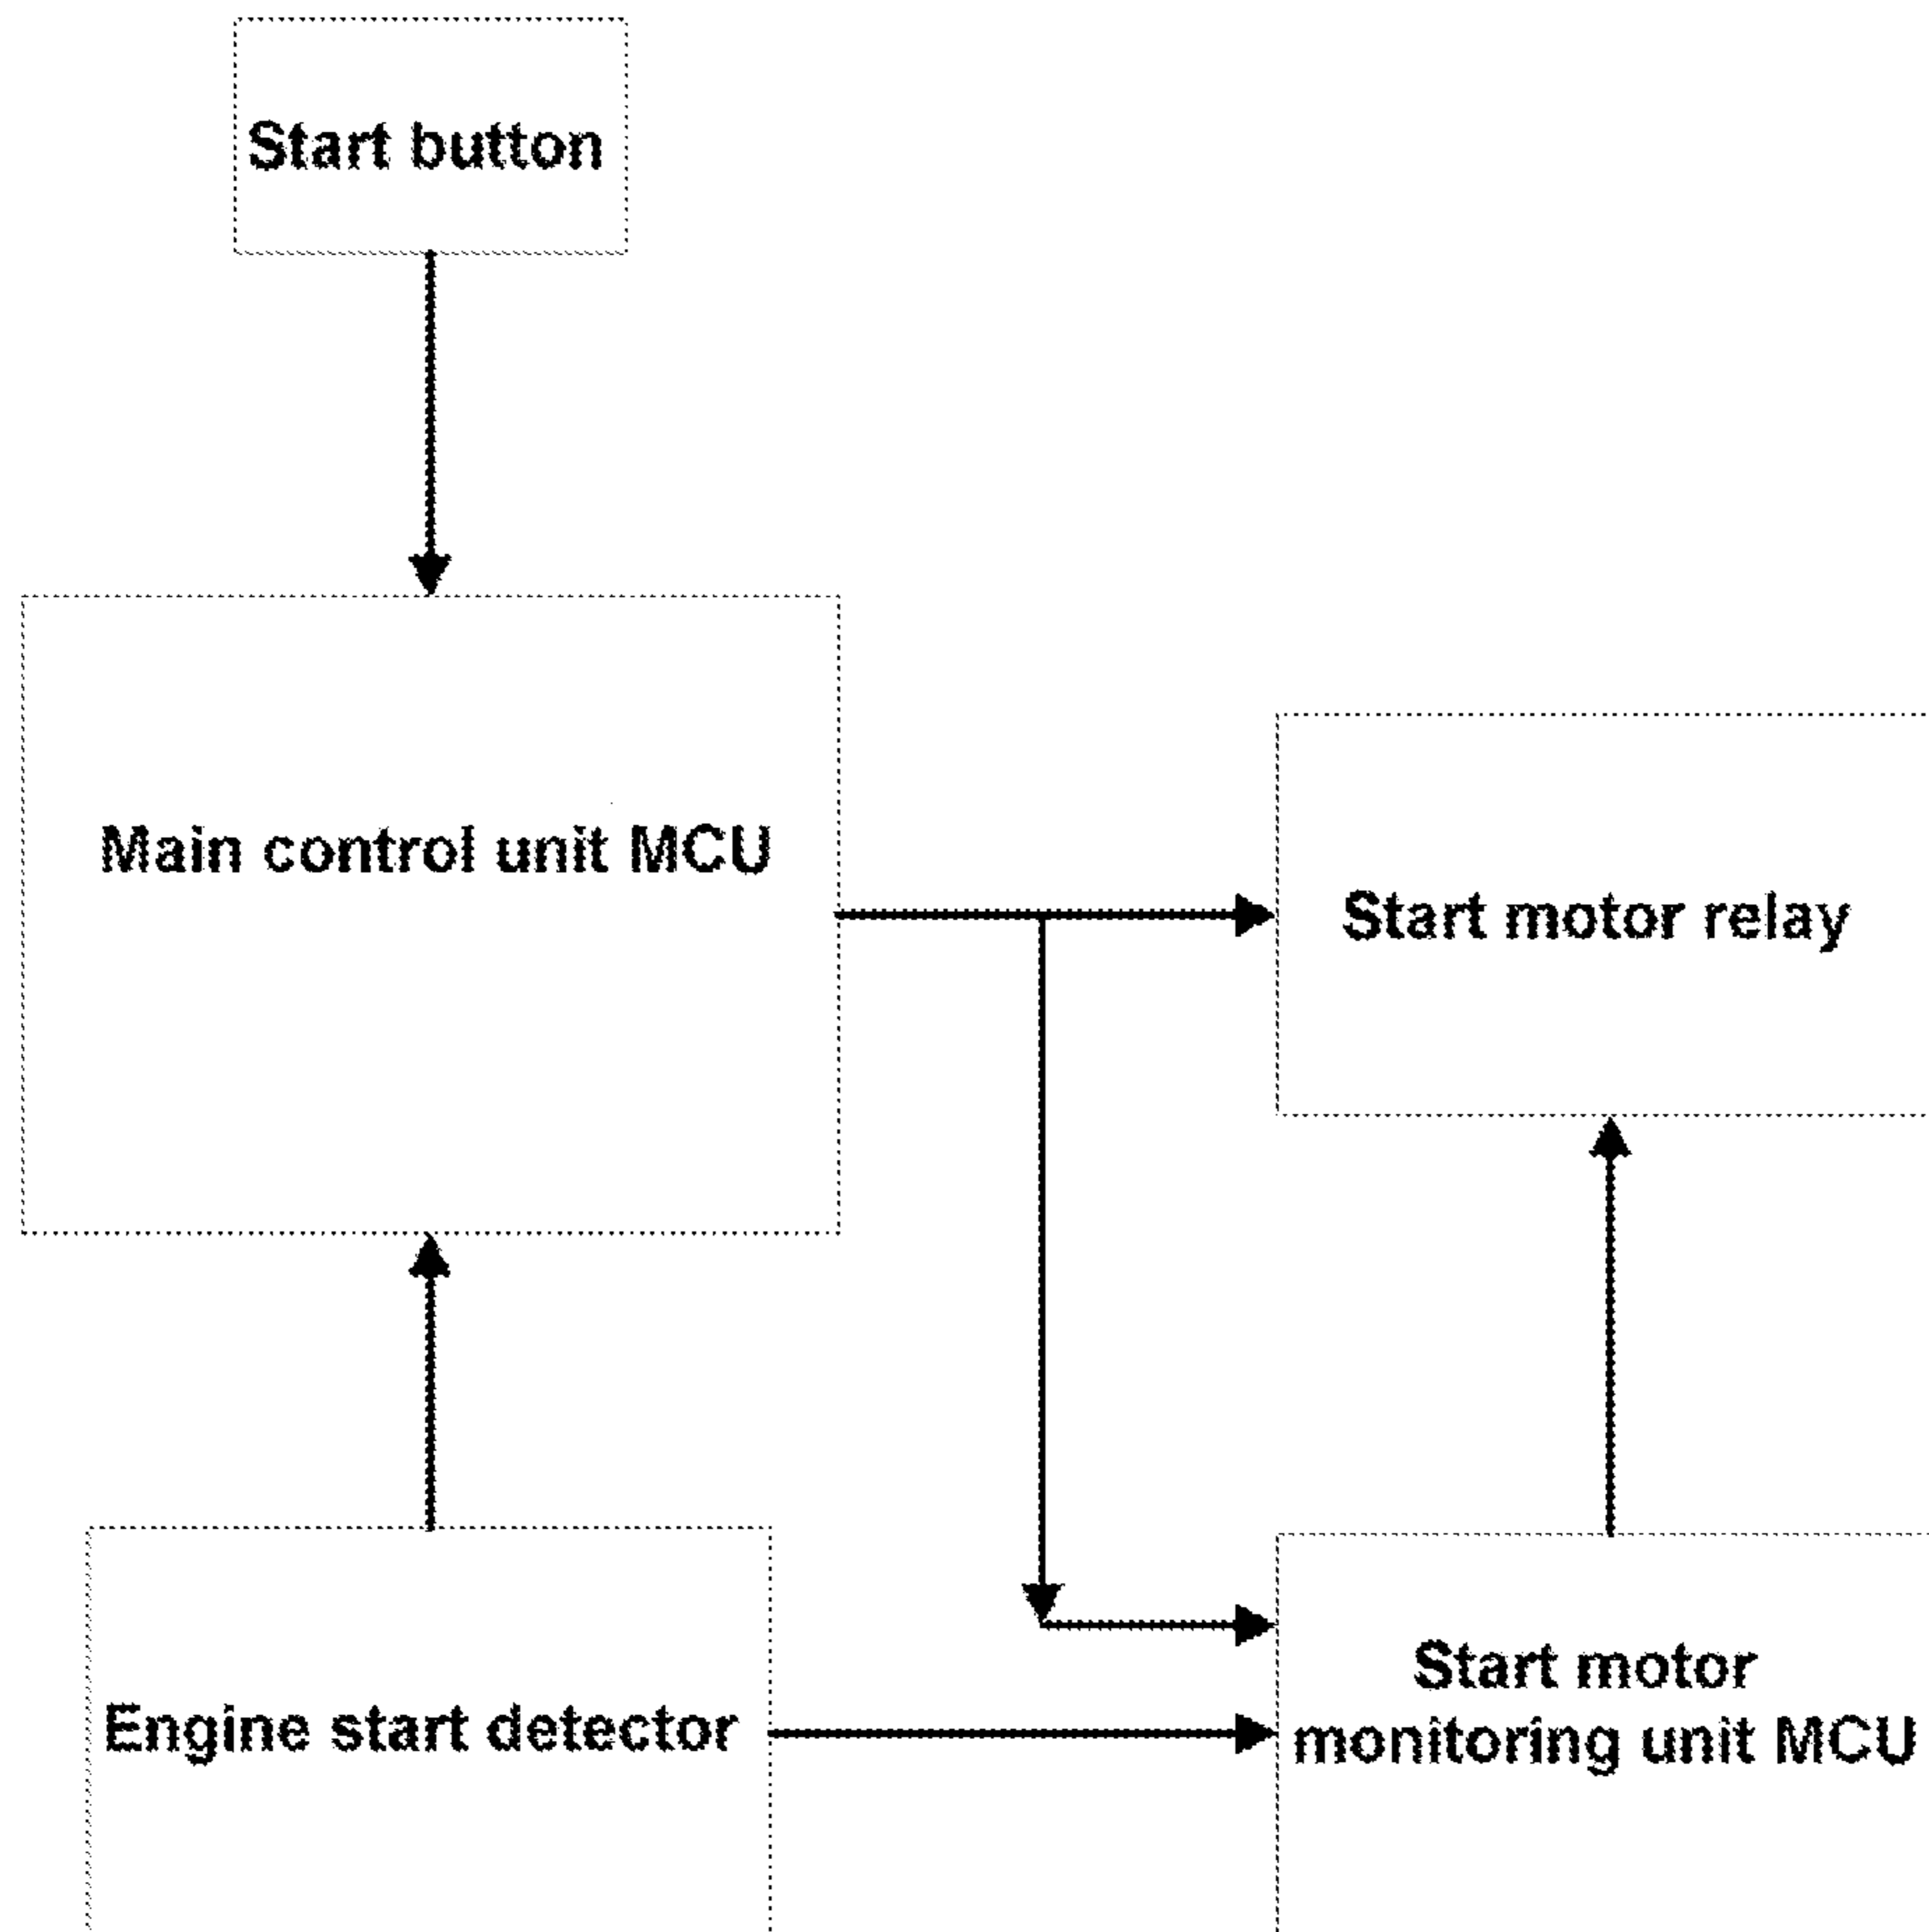 Start button
Main control unit MCU
Start motor relay
Engine start detector
Start motor
monitoring unit MCU